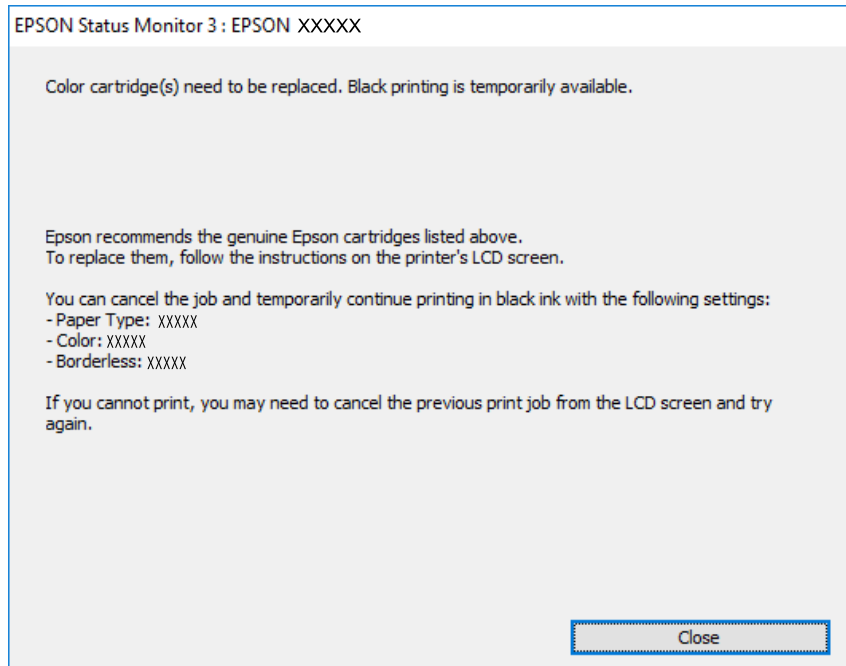 EPSON Status Monitor 3 : EPSON XXXXX
Color cartridge(s) need to be replaced. Black printing is temporarily available.
Epson recommends the genuine Epson cartridges listed above.
To replace them, follow the instructions on the printer's LCD screen.
You can cancel the job and temporarily continue printing in black ink with the following settings:
- Paper Type: XXXXX
- Color: XXXXX
- Borderless: XXXXX
If you cannot print, you may need to cancel the previous print job from the LCD screen and try
again.
Close